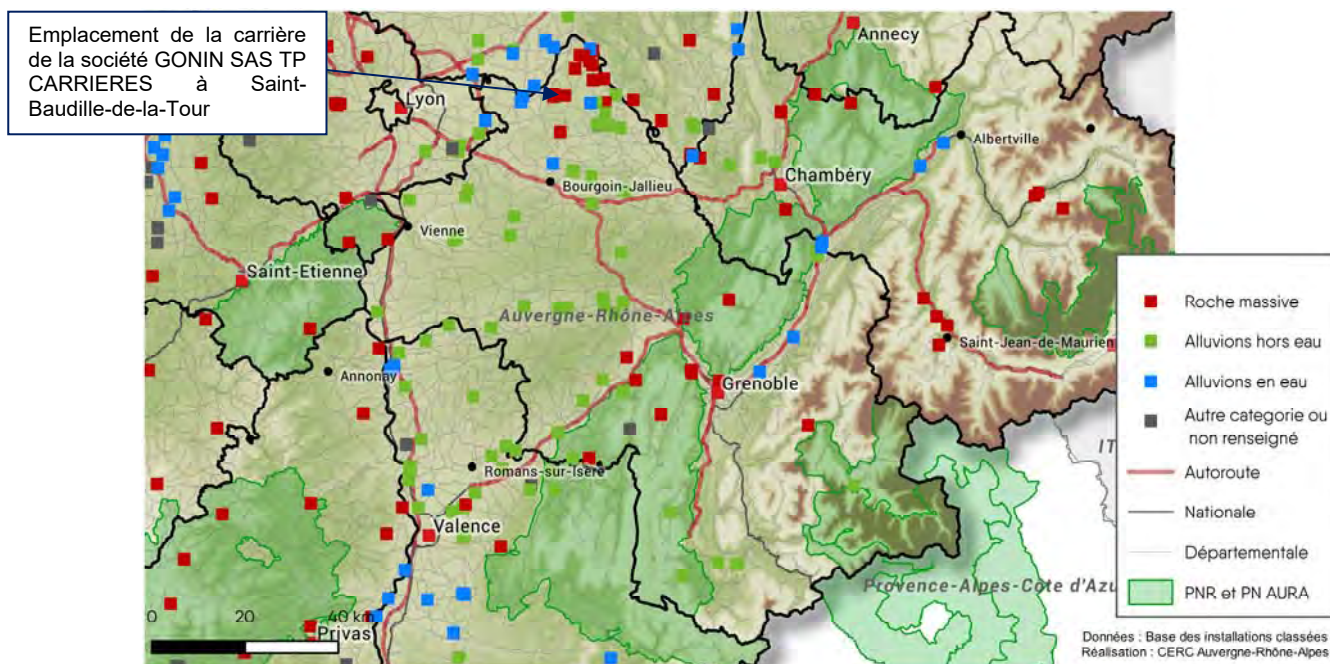 Emplacement de la carrière
de la société GONIN SAS TP
CARRIERES à Saint-
Baudille-de-la-Tour
Annecy
Lyon
Albertville
Chambéry
Bourgoin-Jallieu
Vienne
Saint-Etienne
Auvergne-Rhône-Alpes
Saint-Jean-de-Maurien
Annonay
Grenoble
Romans-sur-Isère
Valence
Provence-Alpes-Côte d'Azu
IT
0 20 40 km
Privas
Roche massive
Alluvions hors eau
Alluvions en eau
Autre categorie ou
non renseigné
Autoroute
Nationale
Départementale
PNR et PN AURA
Données : Base des installations classées
Réalisation : CERC Auvergne-Rhône-Alpes